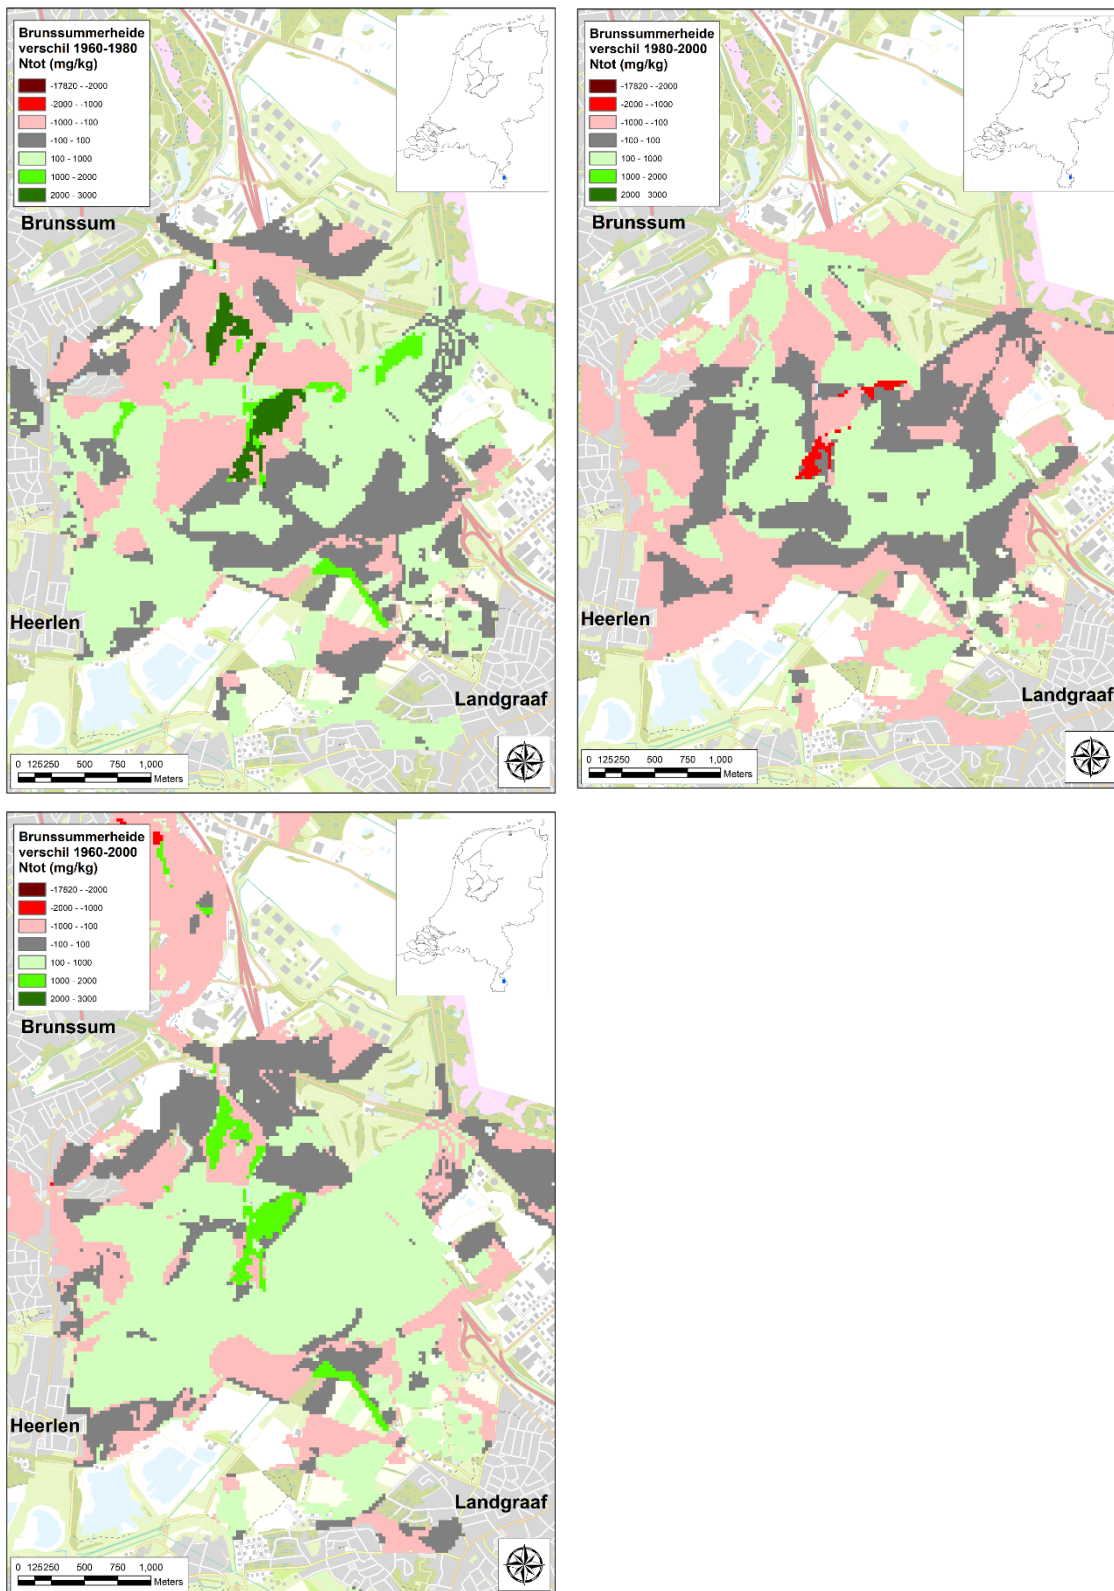 Brunssummerheide
verschil 1960-1980
Ntot (mg/kg)
-17820 - -2000
-2000 - -1000
-1000 - -100
-100 - 100
100 - 1000
1000 - 2000
2000 - 3000
Brunssum
Heerlen
Landgraaf
0 125250 500 750 1,000
Meters
Brunssummerheide
verschil 1980-2000
Ntot (mg/kg)
-17820 - -2000
-2000 - -1000
-1000 - -100
-100 - 100
100 - 1000
1000 - 2000
2000 3000
Brunssum
Heerlen
Landgraaf
0 125250 500 750 1,000
Meters
Brunssummerheide
verschil 1960-2000
Ntot (mg/kg)
-17820 - -2000
-2000 - -1000
-1000 - -100
-100 - 100
100 - 1000
1000 - 2000
2000 - 3000
Brunssum
Heerlen
Landgraaf
0 125250 500 750 1,000
Meters